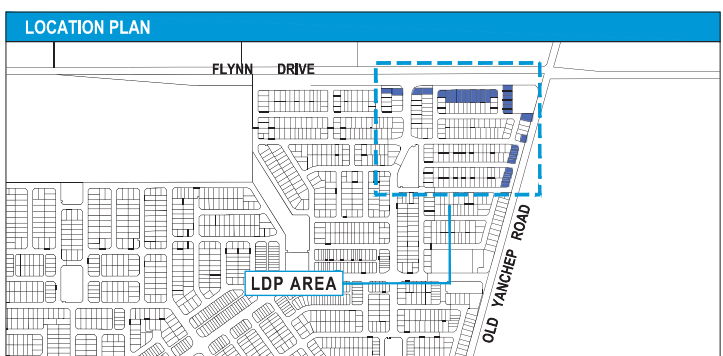 LOCATION PLAN
FLYNN DRIVE
LDP AREA
OLD YANCHEP ROAD